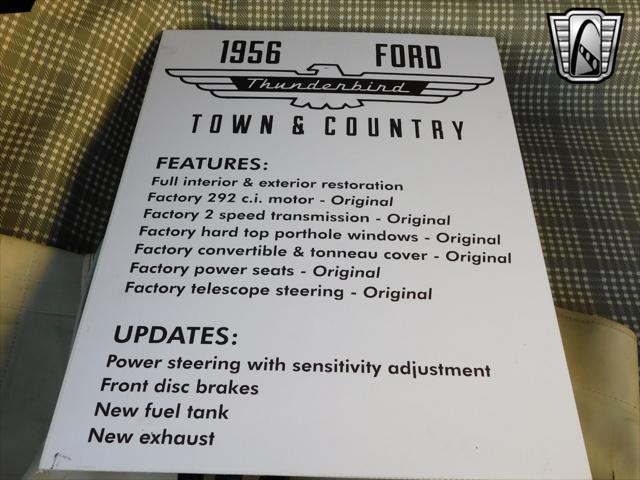 1956 FORD
Thunderbird
TOWN & COUNTRY
FEATURES:
Full interior & exterior restoration
Factory 292 c.i. motor - Original
Factory 2 speed transmission - Original
Factory hard top porthole windows - Original
Factory convertible & tonneau cover - Original
Factory power seats - Original
Factory telescope steering - Original
UPDATES:
Power steering with sensitivity adjustment
Front disc brakes
New fuel tank
New exhaust